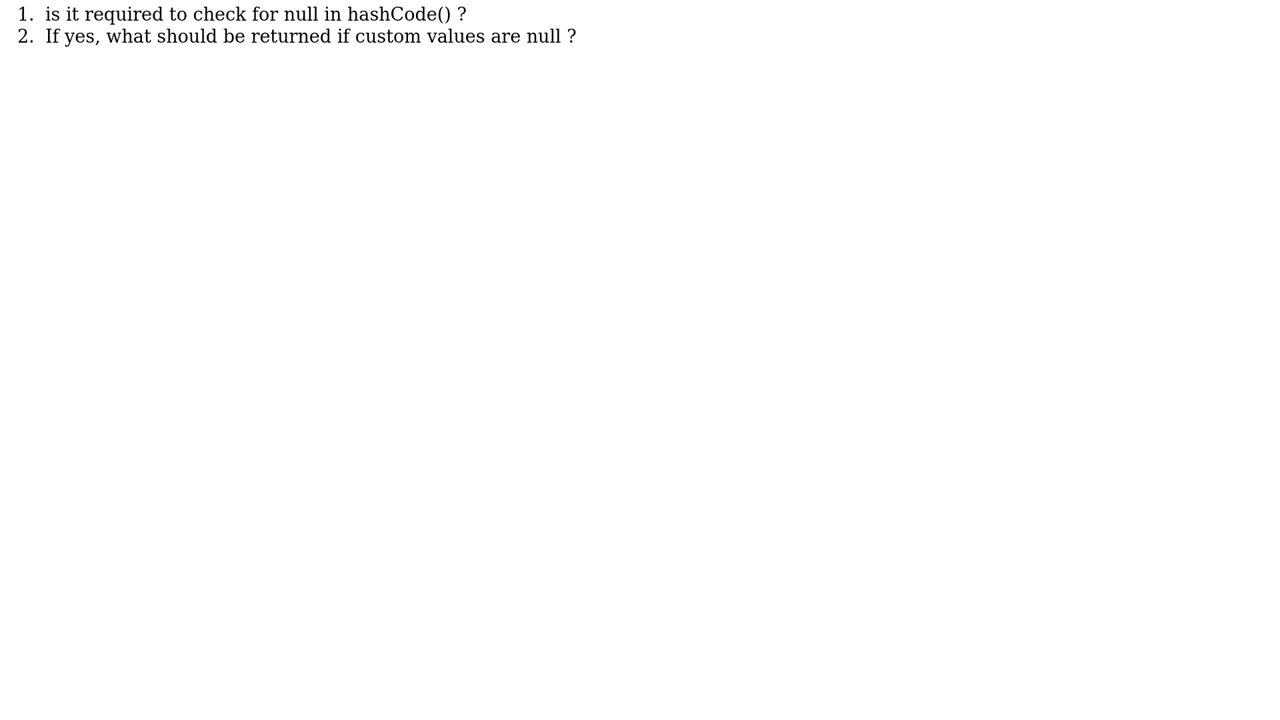 1. is it required to check for null in hashCode() ?
2. If yes, what should be returned if custom values are null ?